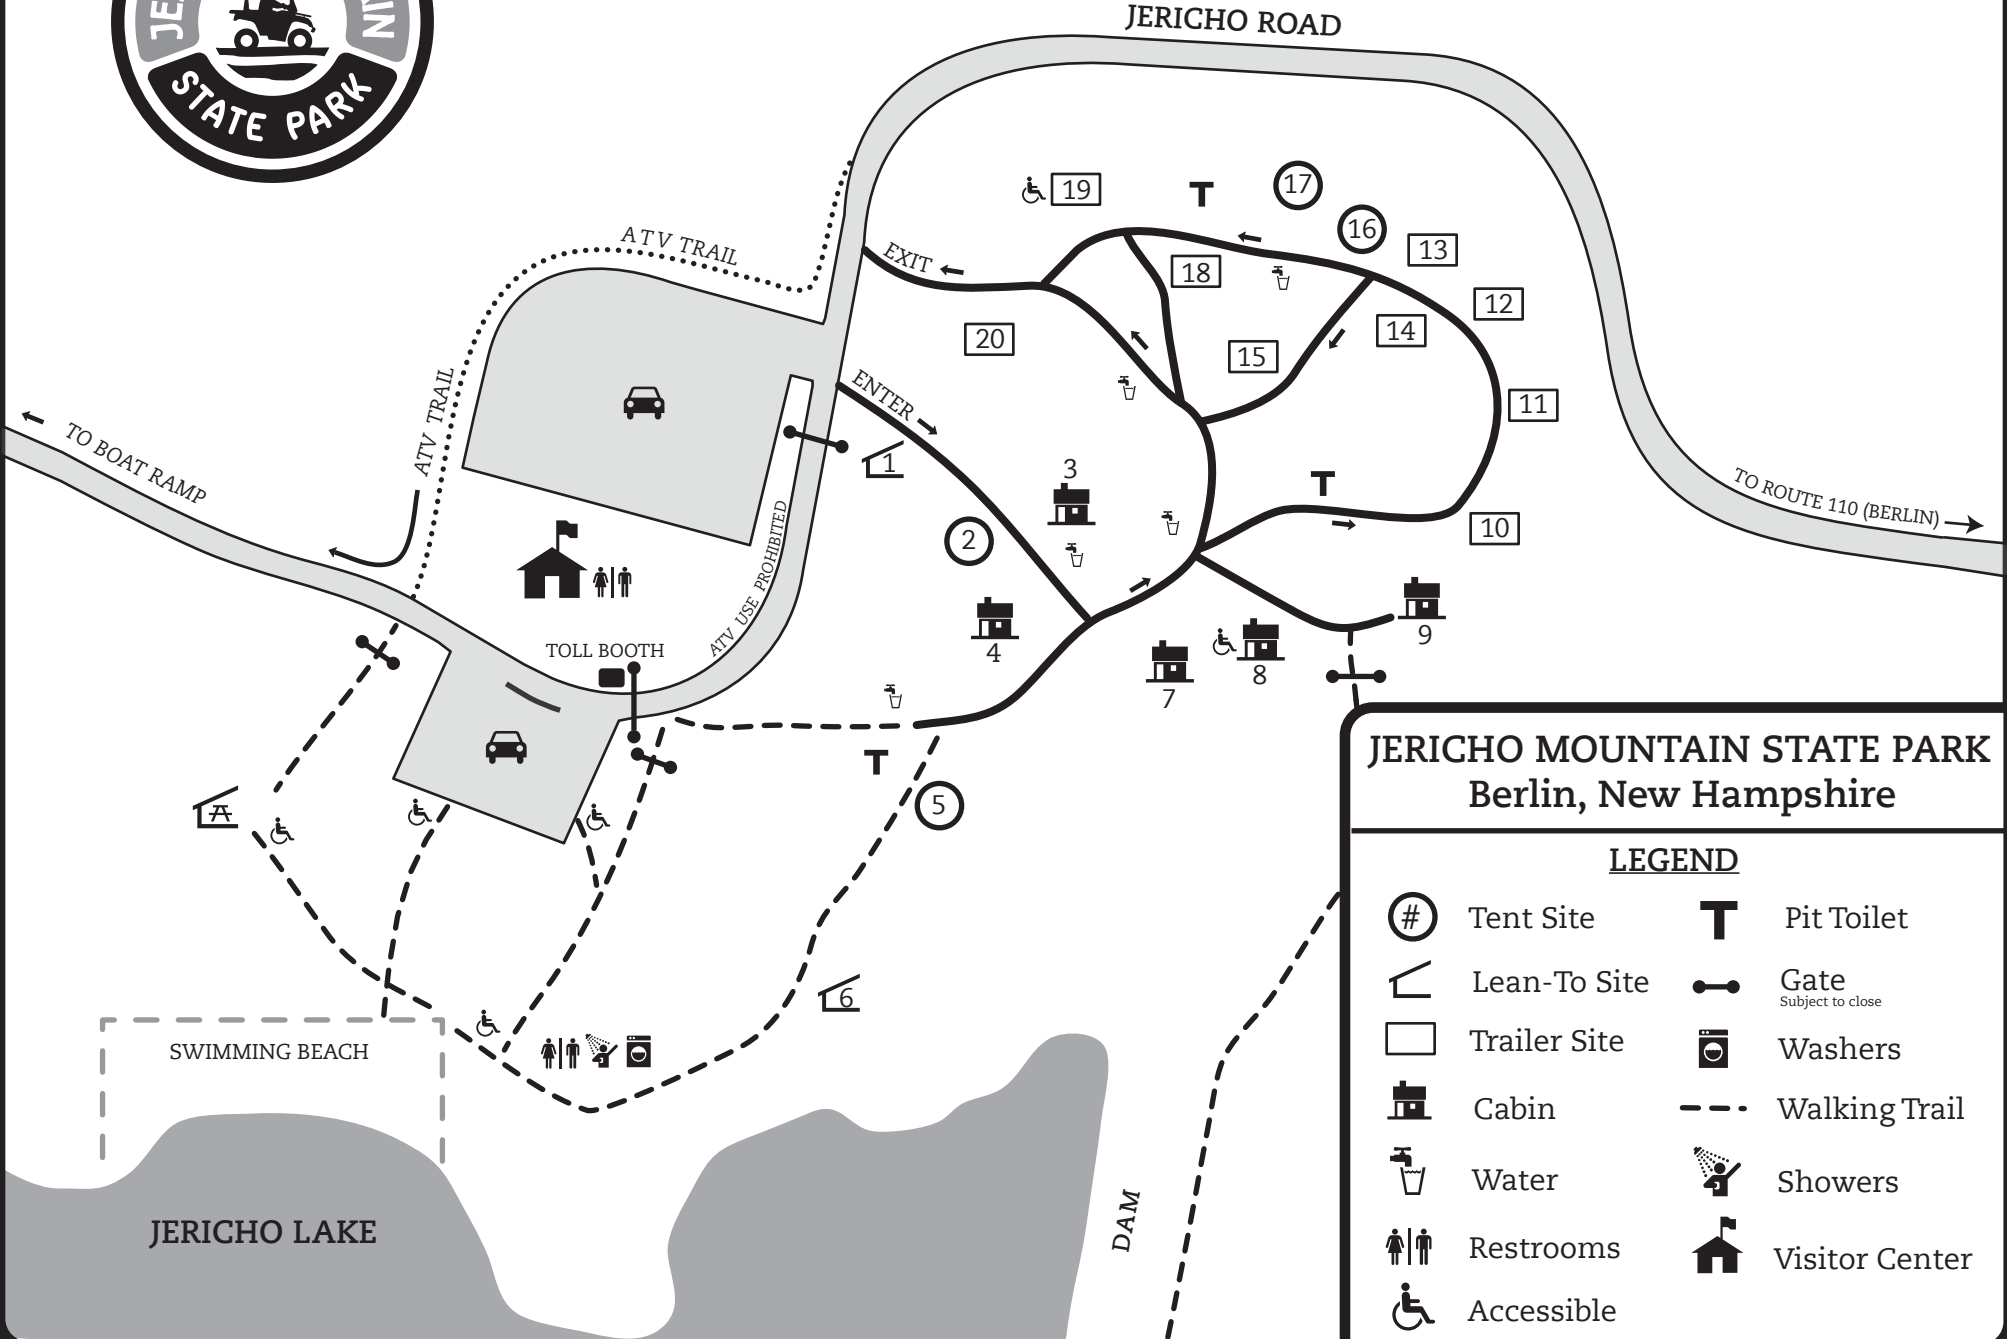 JE
IN
STATE PARK
JERICHO ROAD
ATV TRAIL
EXIT
ENTER
ATV TRAIL
TO BOAT RAMP
ATV USE PROHIBITED
TOLL BOOTH
TO ROUTE 110 (BERLIN)
19
17
16
13
18
12
20
14
15
11
1
3
2
10
4
9
8
7
5
6
SWIMMING BEACH
JERICHO LAKE
DAM
JERICHO MOUNTAIN STATE PARK
Berlin, New Hampshire
LEGEND
# Tent Site
Lean-To Site
Trailer Site
Cabin
Water
Restrooms
Accessible
T Pit Toilet
Gate
Subject to close
Washers
Walking Trail
Showers
Visitor Center
T
T
T